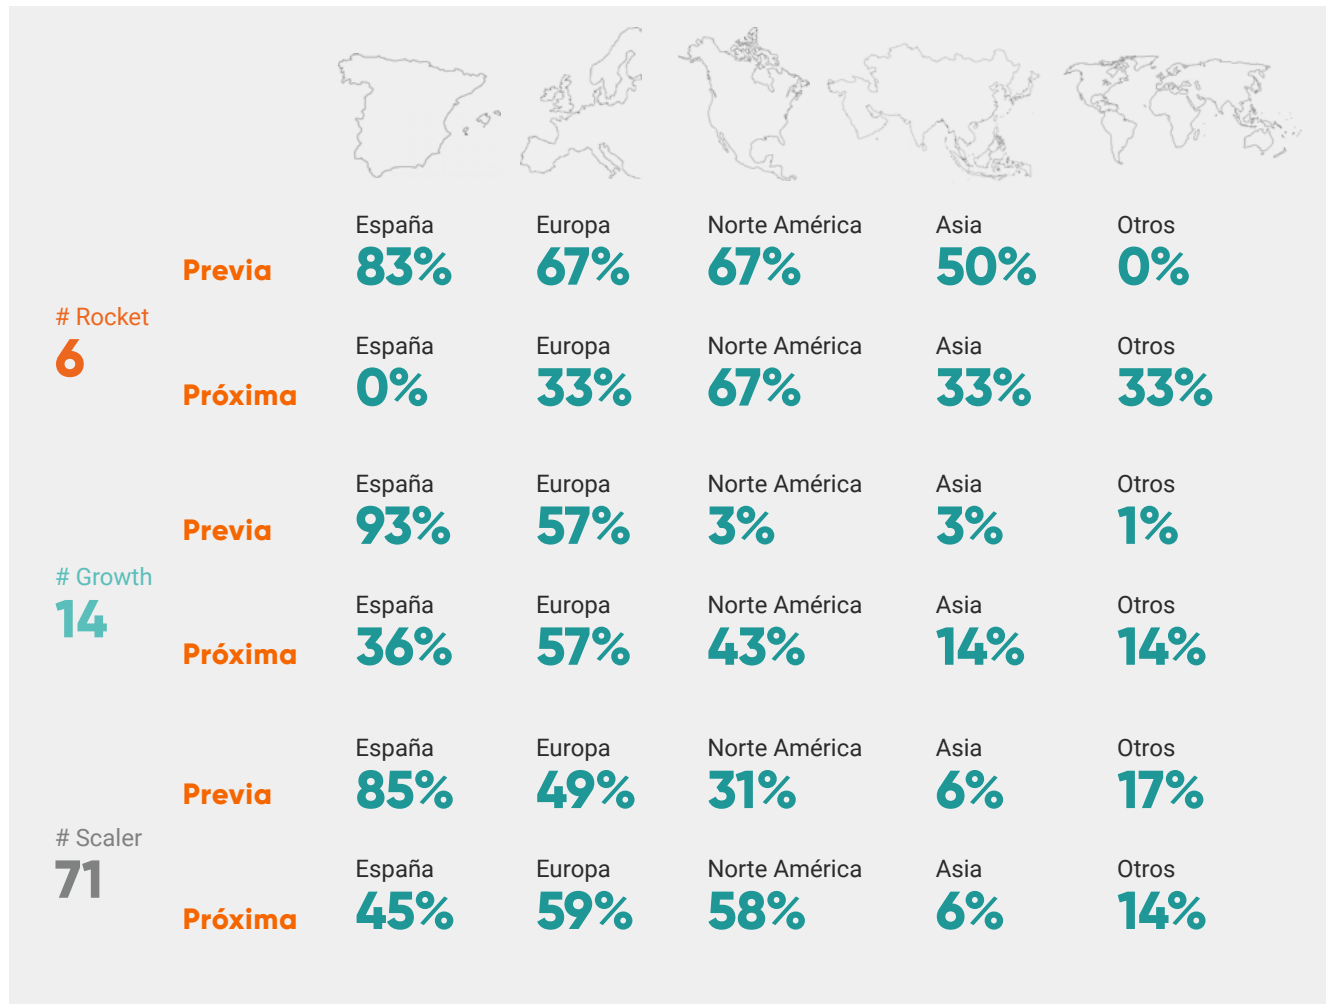 España Europa Norte América Asia Otros
Previa 83% 67% 67% 50% 0%
# Rocket
6
España Europa Norte América Asia Otros
Próxima 0% 33% 67% 33% 33%
España Europa Norte América Asia Otros
Previa 93% 57% 3% 3% 1%
# Growth
14
España Europa Norte América Asia Otros
Próxima 36% 57% 43% 14% 14%
España Europa Norte América Asia Otros
Previa 85% 49% 31% 6% 17%
# Scaler
71
España Europa Norte América Asia Otros
Próxima 45% 59% 58% 6% 14%